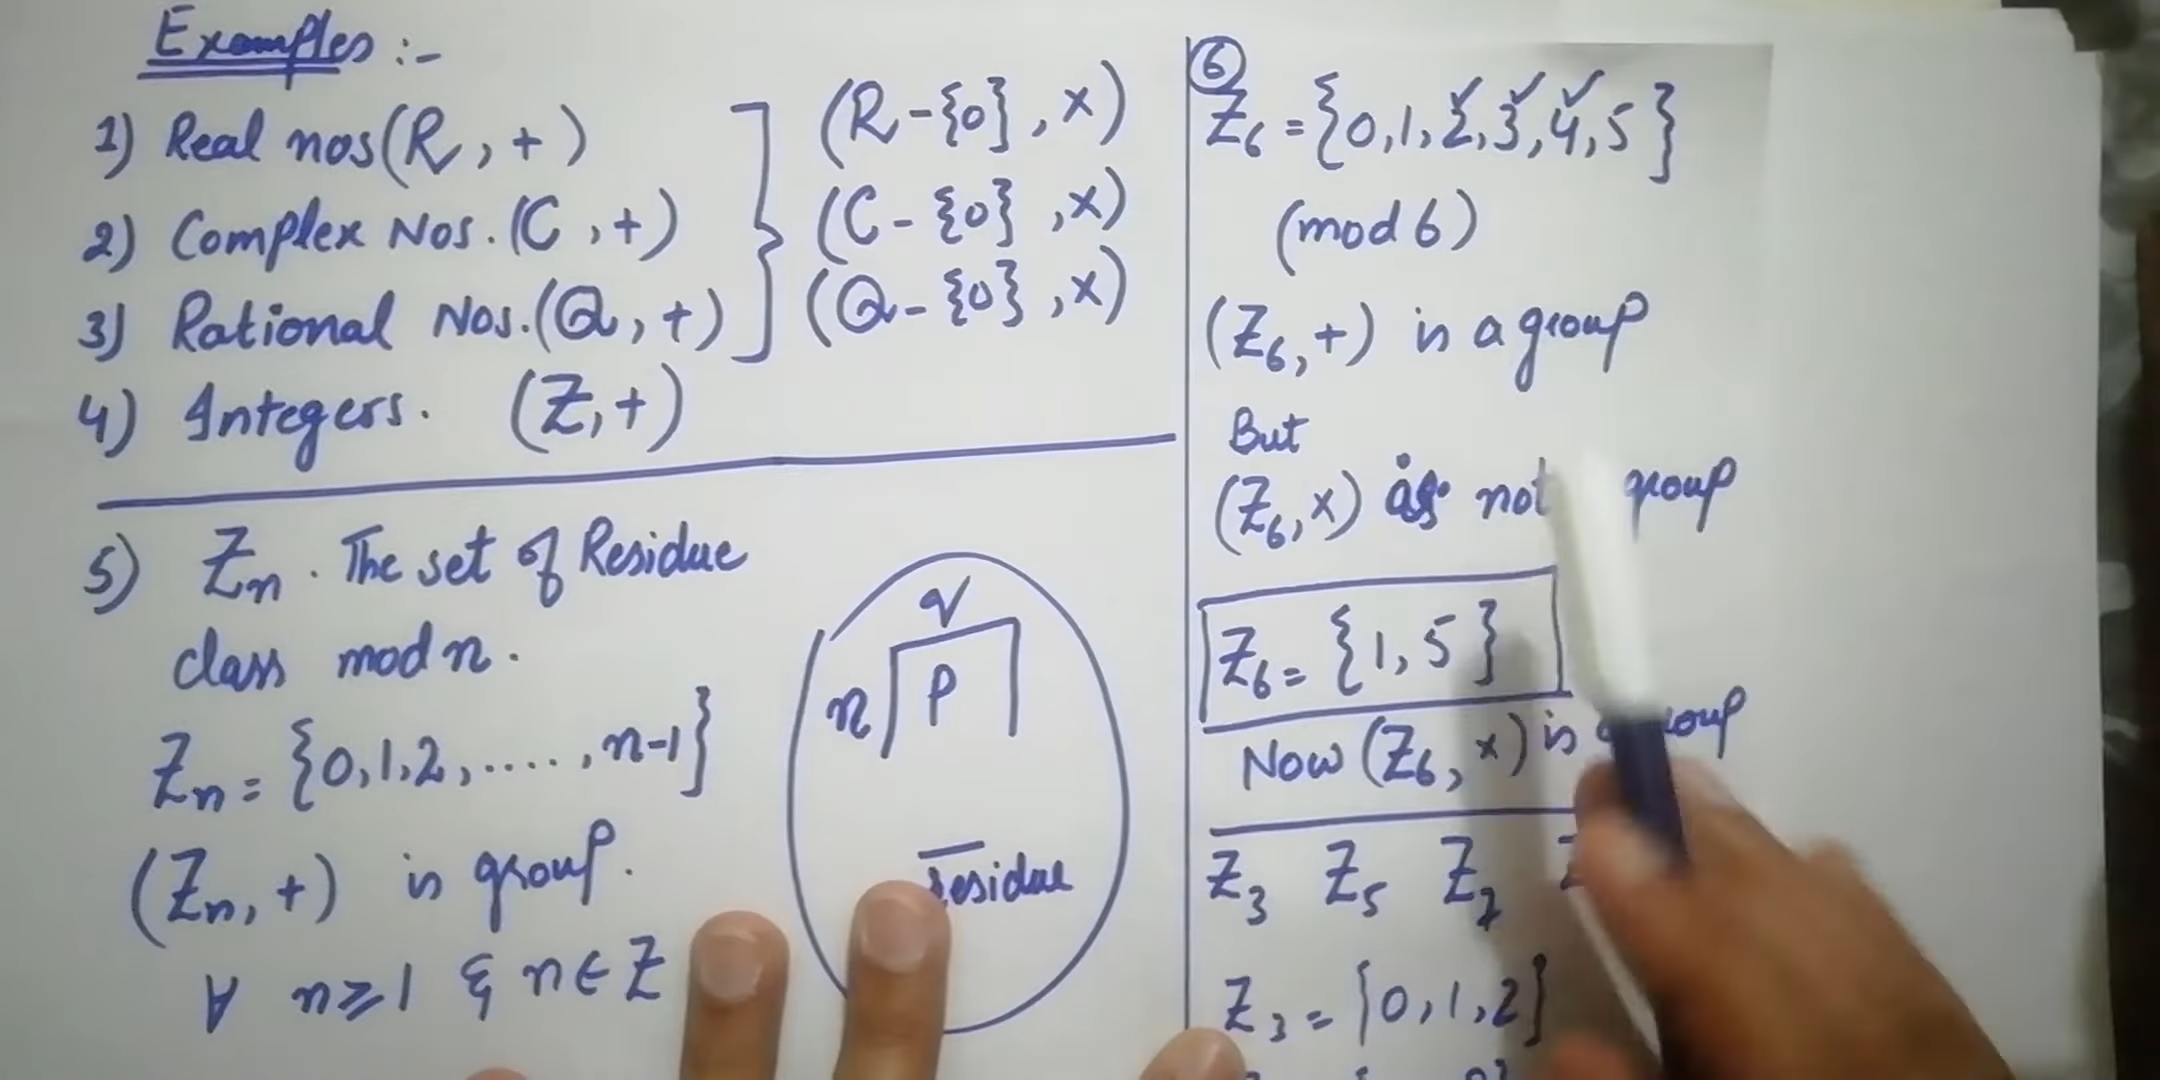 Examples :-
1) Real nos (R, +)
2) Complex Nos. (C, +)
3) Rational Nos. (Q, +)
4) Integers. (Z, +)
(R - {0}, ×)
(C - {0}, ×)
(Q - {0}, ×)
5) Zn. The set of Residue
class mod n.
Zn = {0, 1, 2, ...., n-1}
(Zn, +) is group.
∀ n ≥ 1 & n ∈ Z
q
n P
residue
6
Z6 = {0, 1, 2, 3, 4, 5}
(mod 6)
(Z6, +) is a group
But
(Z6, ×) is not group
Z6 = {1, 5}
Now (Z6, ×) is
Z3 Z5 Z7
Z3 = {0, 1, 2}